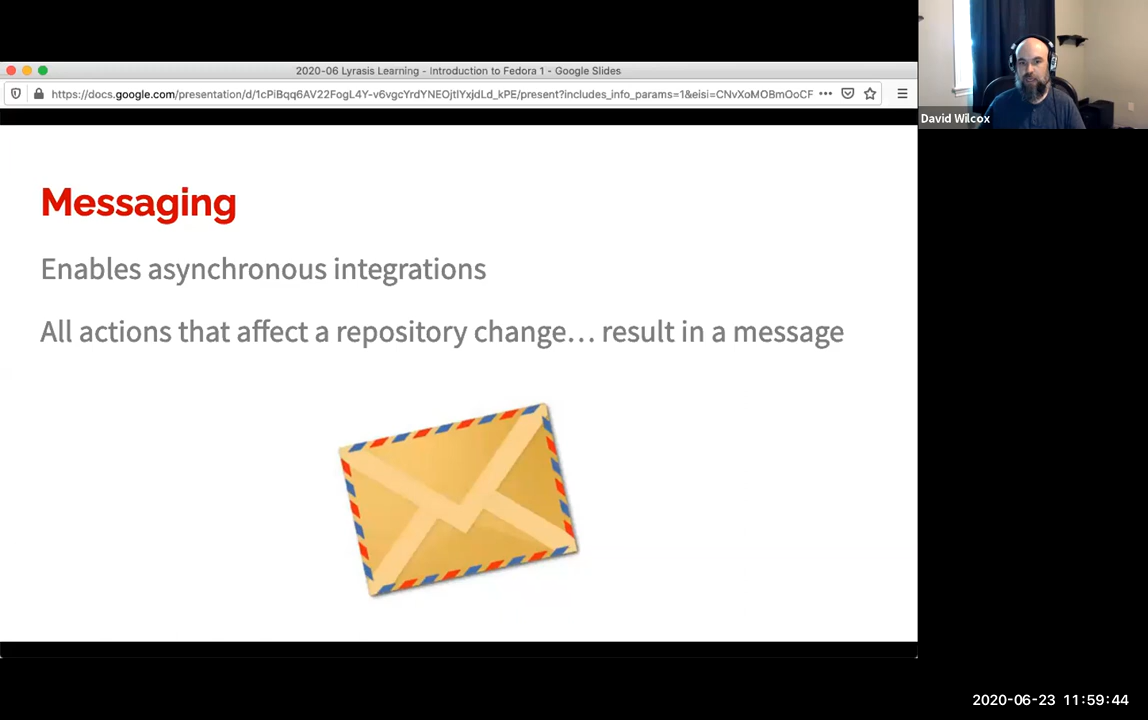 2020-06 Lyrasis Learning - Introduction to Fedora 1 - Google Slides
https://docs.google.com/presentation/d/1cPiBqq6AV22FogL4Y-v6vgcYrdYNEOjtlYxjdLd_kPE/present?includes_info_params=1&eisi=CNvXoMOBmOoCF
David Wilcox
Messaging
Enables asynchronous integrations
All actions that affect a repository change… result in a message
2020-06-23 11:59:44